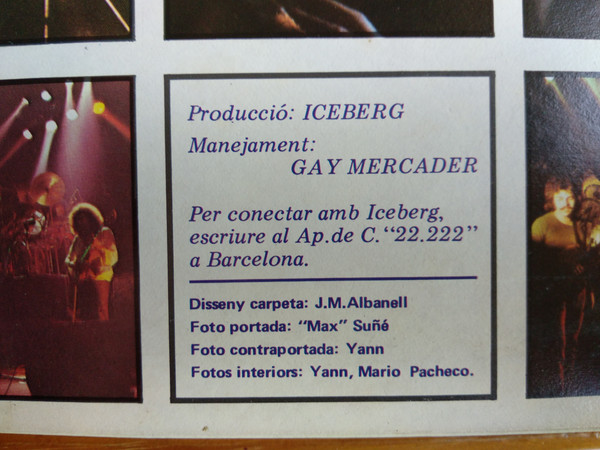 Producció: ICEBERG
Manejament:
GAY MERCADER
Per conectar amb Iceberg,
escriure al Ap.de C. "22.222"
a Barcelona.
Disseny carpeta: J.M.Albanell
Foto portada: "Max" Suñé
Foto contraportada: Yann
Fotos interiors: Yann, Mario Pacheco.